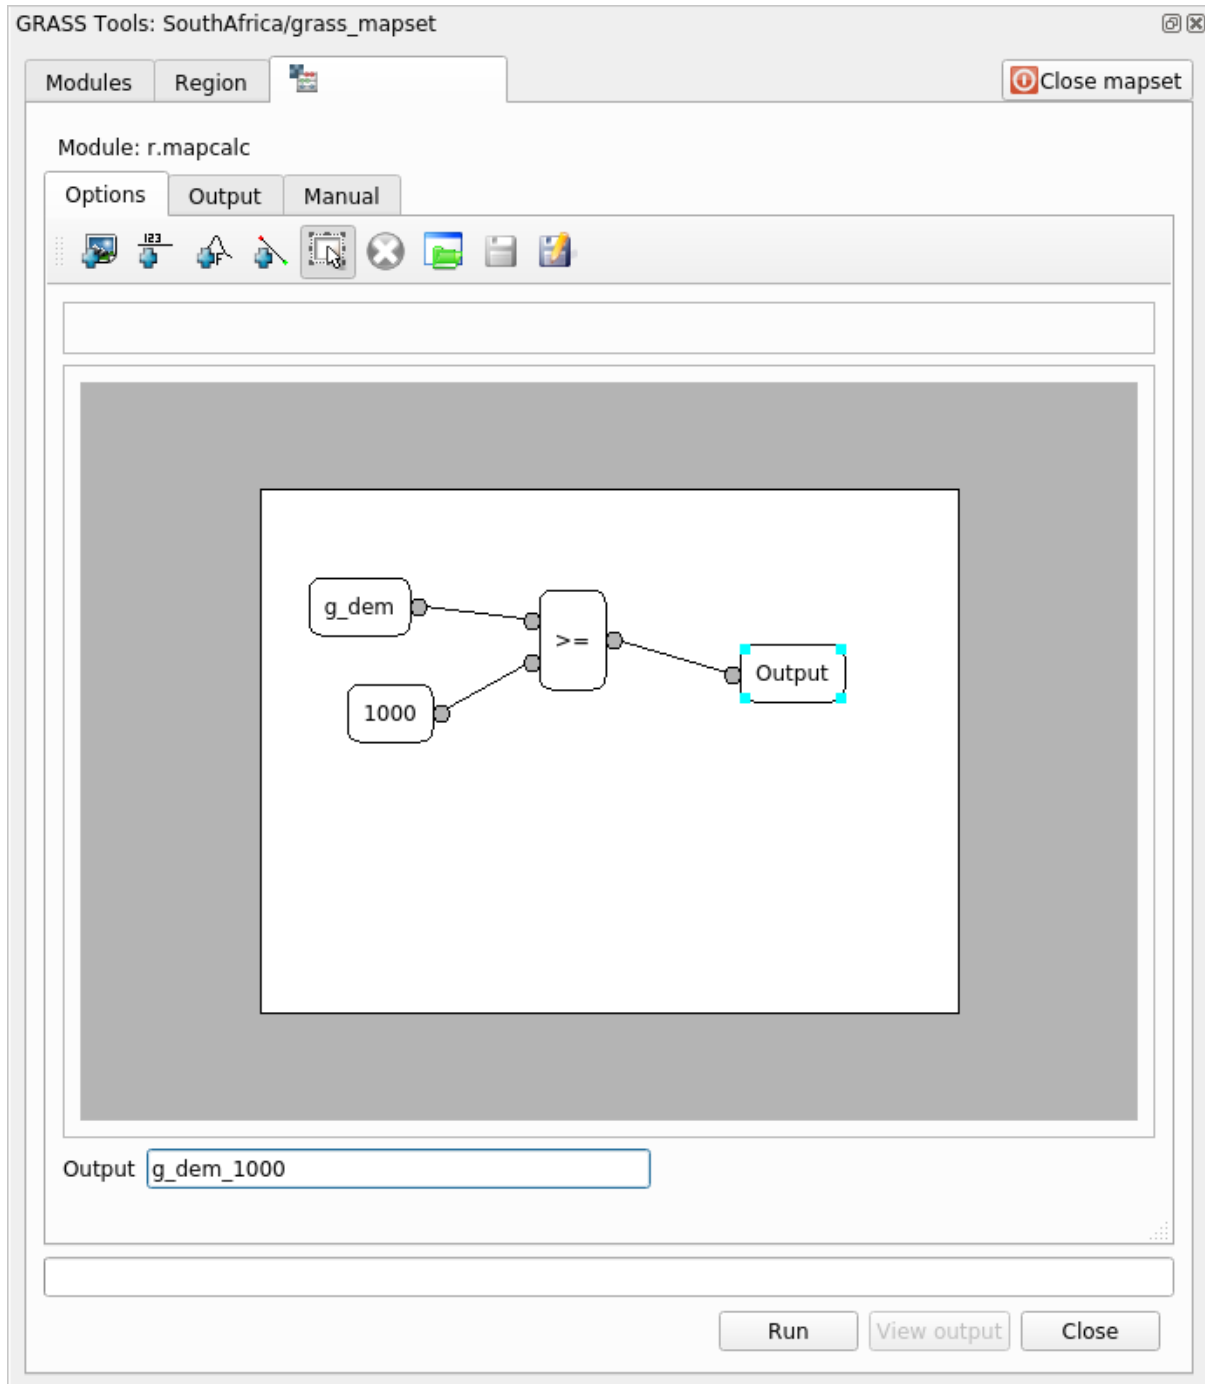 GRASS Tools: SouthAfrica/grass_mapset
Modules Region Close mapset
Module: r.mapcalc
Options Output Manual
123
F
g_dem
>=
Output
1000
Output g_dem_1000
Run View output Close